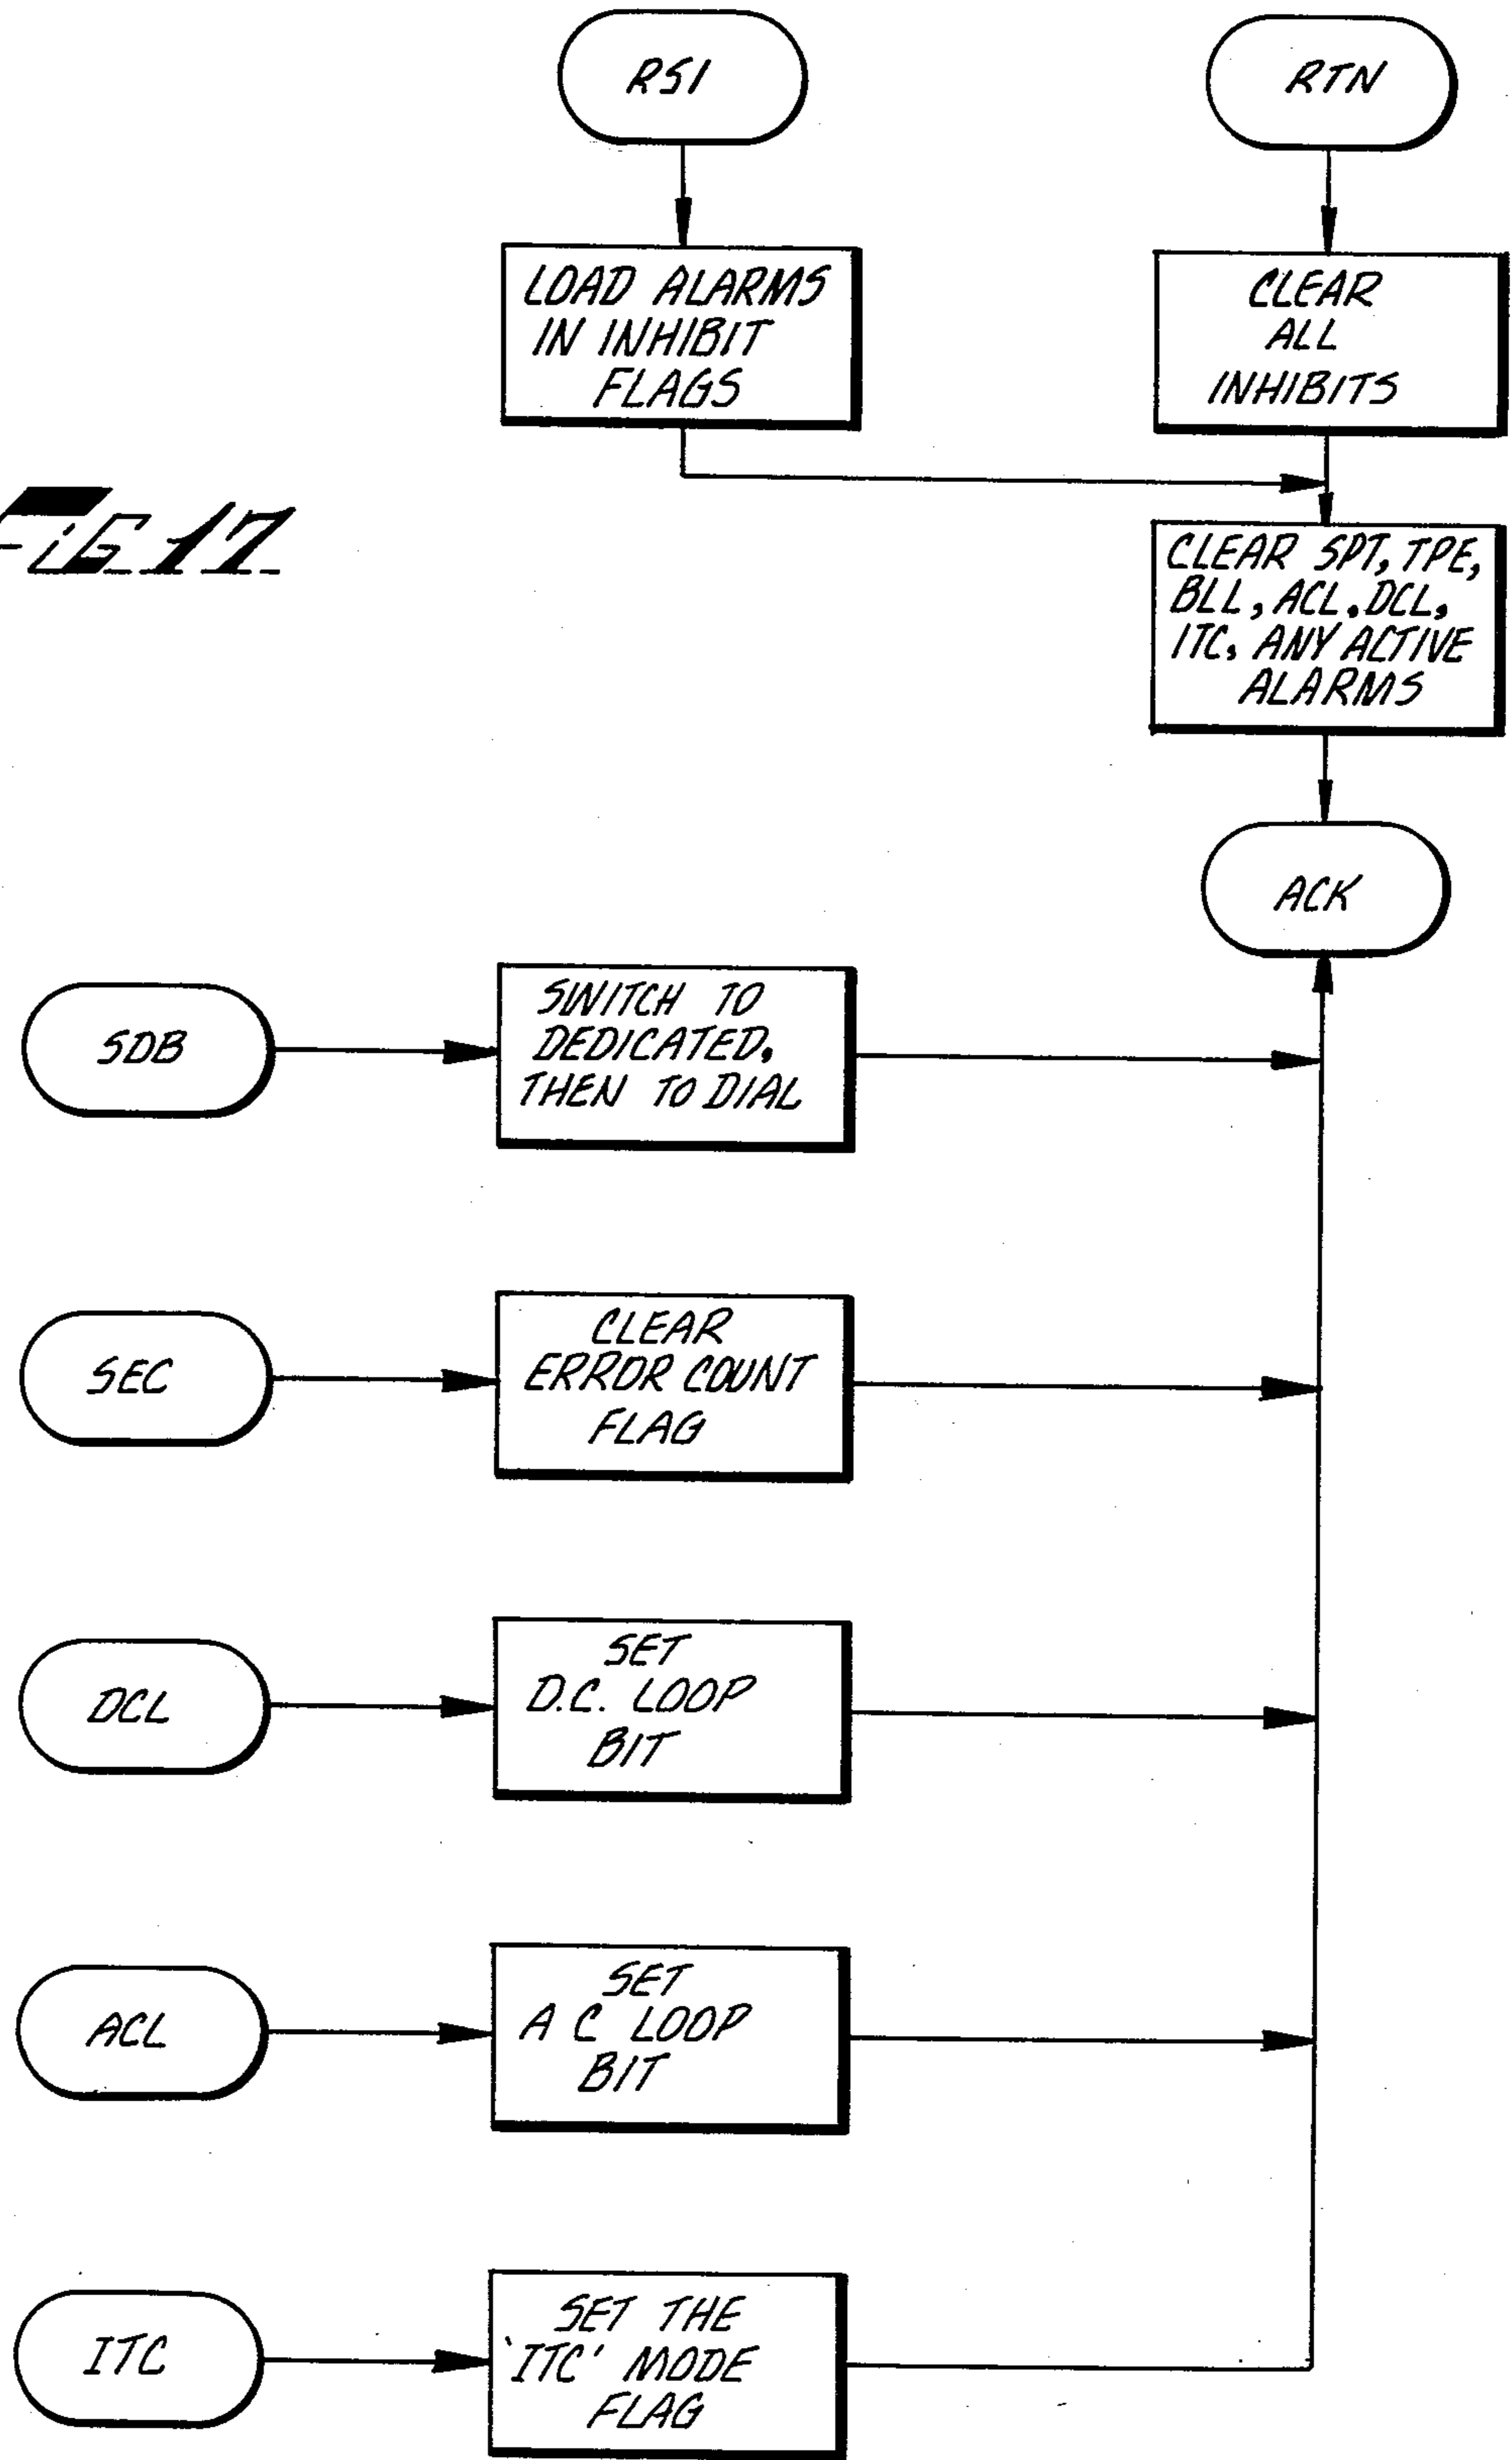 RSI
RTN
LOAD ALARMS
IN INHIBIT
FLAGS
CLEAR
ALL
INHIBITS
FiG 17
CLEAR SPT, TPE,
BLL, ACL. DCL,
ITC, ANY ACTIVE
ALARMS
ACK
SDB
SWITCH TO
DEDICATED,
THEN TO DIAL
SEC
CLEAR
ERROR COUNT
FLAG
DCL
SET
D.C. LOOP
BIT
ACL
SET
A C LOOP
BIT
ITC
SET THE
'ITC' MODE
FLAG